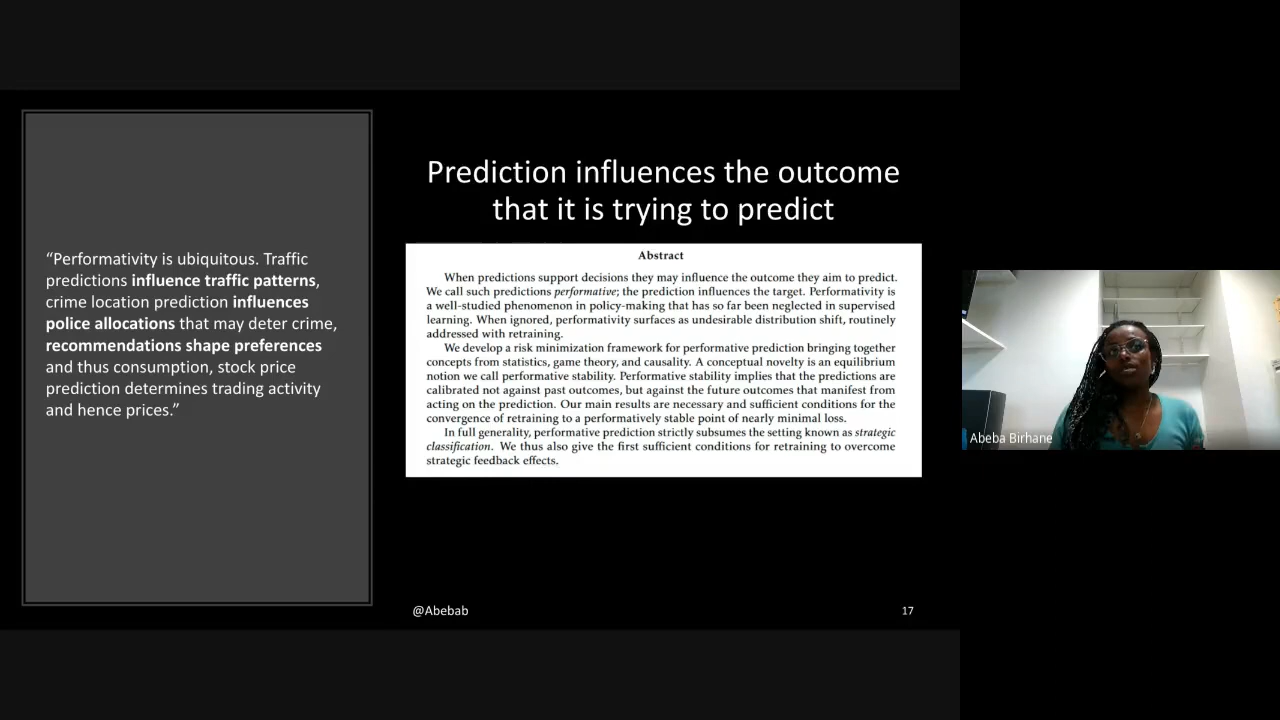 “Performativity is ubiquitous. Traffic
predictions influence traffic patterns,
crime location prediction influences
police allocations that may deter crime,
recommendations shape preferences
and thus consumption, stock price
prediction determines trading activity
and hence prices.”
Prediction influences the outcome
that it is trying to predict
Abstract
When predictions support decisions they may influence the outcome they aim to predict.
We call such predictions performative; the prediction influences the target. Performativity is
a well-studied phenomenon in policy-making that has so far been neglected in supervised
learning. When ignored, performativity surfaces as undesirable distribution shift, routinely
addressed with retraining.
We develop a risk minimization framework for performative prediction bringing together
concepts from statistics, game theory, and causality. A conceptual novelty is an equilibrium
notion we call performative stability. Performative stability implies that the predictions are
calibrated not against past outcomes, but against the future outcomes that manifest from
acting on the prediction. Our main results are necessary and sufficient conditions for the
convergence of retraining to a performatively stable point of nearly minimal loss.
In full generality, performative prediction strictly subsumes the setting known as strategic
classification. We thus also give the first sufficient conditions for retraining to overcome
strategic feedback effects.
@Abebab
17
Abeba Birhane